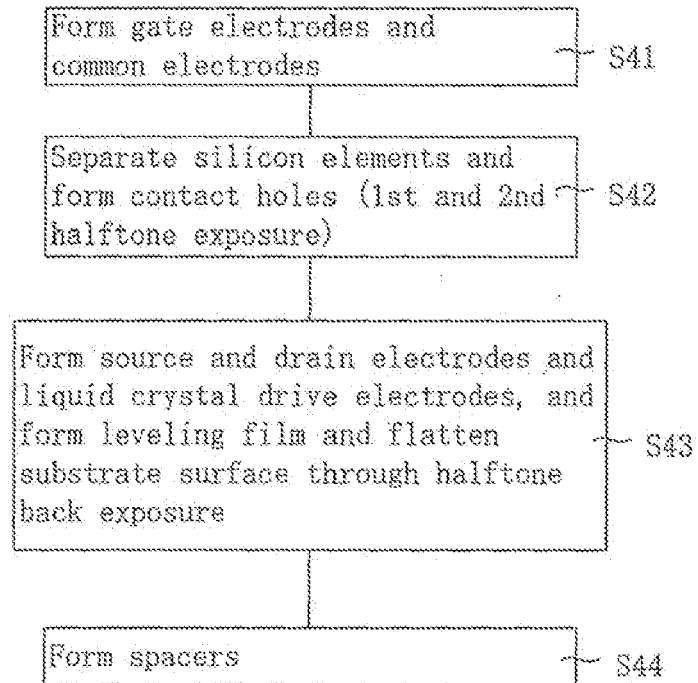 Form gate electrodes and
common electrodes
S41
Separate silicon elements and
form contact holes (1st and 2nd
halftone exposure)
S42
Form source and drain electrodes and
liquid crystal drive electrodes, and
form leveling film and flatten
substrate surface through halftone
back exposure
S43
Form spacers
S44